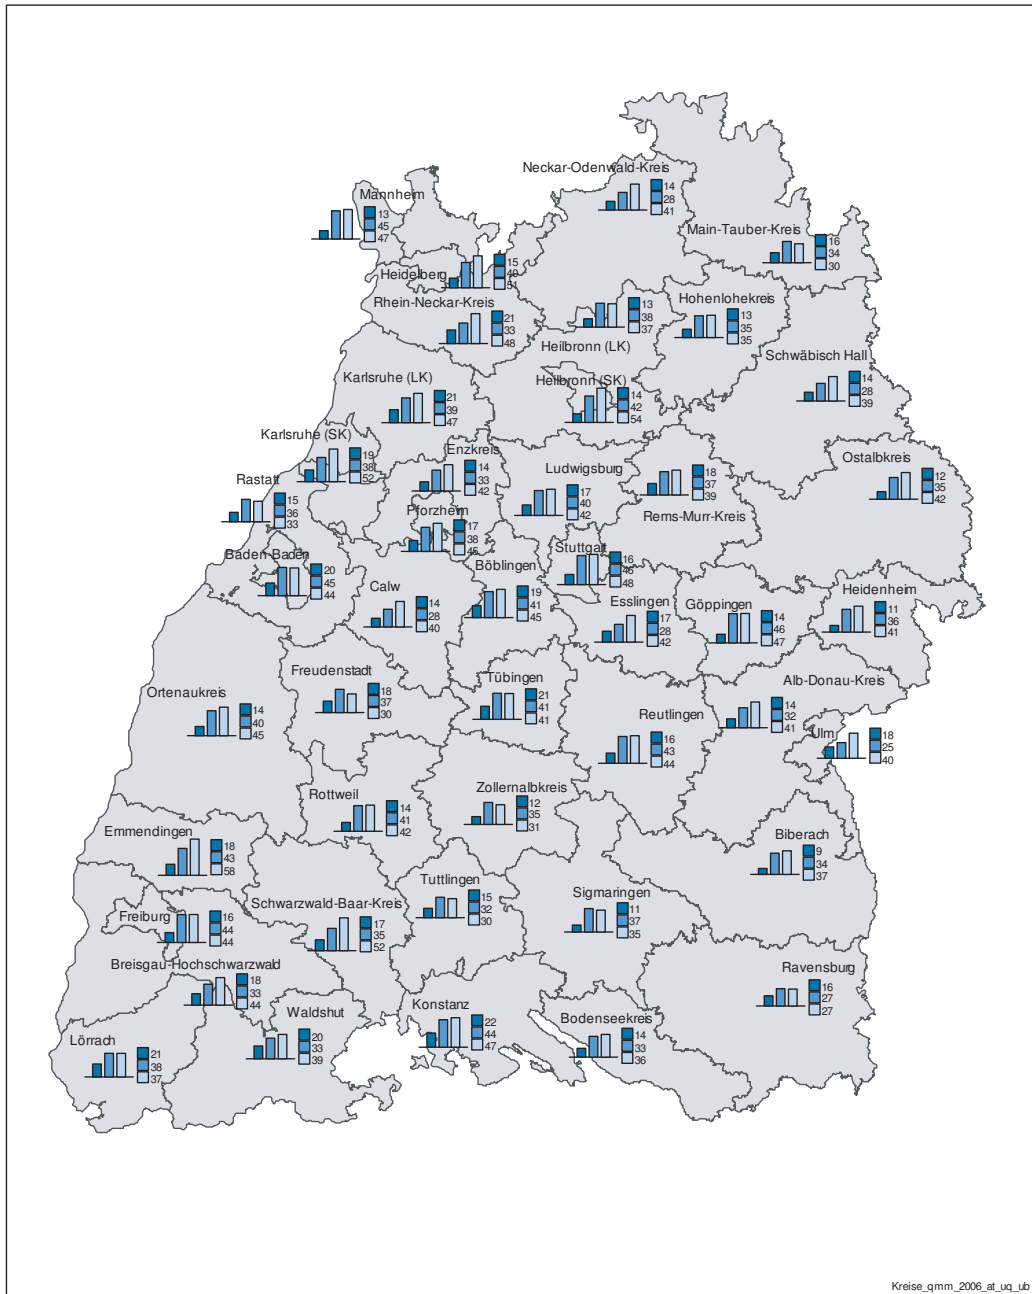 Neckar-Odenwald-Kreis
14
28
41
Mannheim
13
45
47
Main-Tauber-Kreis
16
34
30
Heidelberg
15
49
51
Rhein-Neckar-Kreis
21
33
48
13
38
37
Heilbronn (LK)
Hohenlohekreis
13
35
35
Schwäbisch Hall
14
28
39
Karlsruhe (LK)
21
39
47
Heilbronn (SK)
14
42
54
Karlsruhe (SK)
19
38
52
Enzkreis
14
33
42
Ludwigsburg
17
40
42
18
37
39
Rems-Murr-Kreis
Ostalbkreis
12
35
42
Rastatt
15
36
33
Pforzheim
17
38
45
Stuttgart
16
46
48
Baden-Baden
20
45
44
Calw
14
28
40
Böblingen
19
41
45
Esslingen
17
28
42
Göppingen
14
46
47
Heidenheim
11
36
41
Freudenstadt
18
37
30
Tübingen
21
41
41
Alb-Donau-Kreis
14
32
41
Ortenaukreis
14
40
45
Reutlingen
16
43
44
Ulm
18
25
40
Rottweil
14
41
42
Zollernalbkreis
12
35
31
Emmendingen
18
43
58
Biberach
9
34
37
Tuttlingen
15
32
30
Sigmaringen
11
37
35
Freiburg
16
44
44
Schwarzwald-Baar-Kreis
17
35
52
Breisgau-Hochschwarzwald
18
33
44
Ravensburg
16
27
27
Waldshut
20
33
39
Konstanz
22
44
47
Bodenseekreis
14
33
36
Lörrach
21
38
37
Kreise_qmm_2006_at_uq_ub